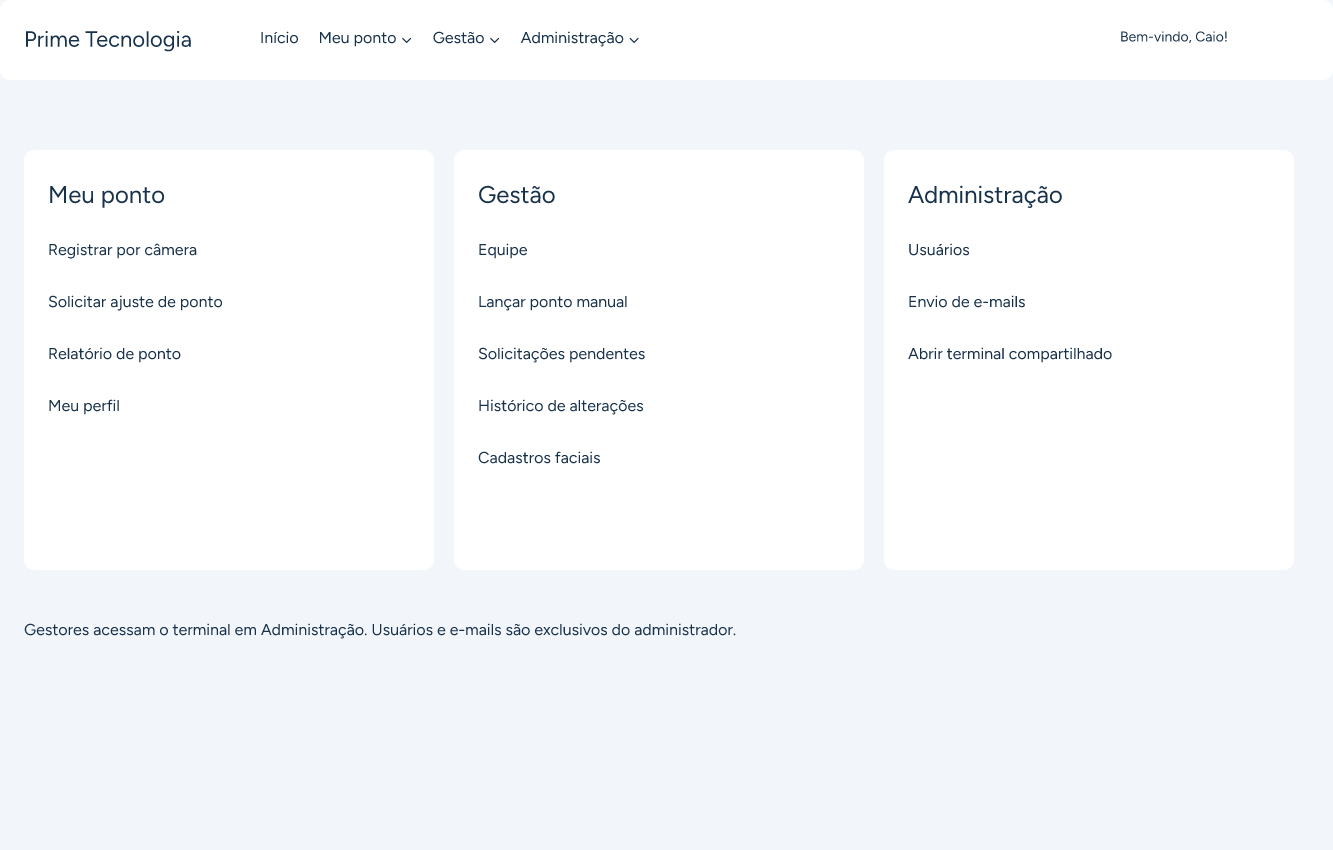 Prime Tecnologia
Início
Meu ponto
Gestão
Administração
Bem-vindo, Caio!
Meu ponto
Registrar por câmera
Solicitar ajuste de ponto
Relatório de ponto
Meu perfil
Gestão
Equipe
Lançar ponto manual
Solicitações pendentes
Histórico de alterações
Cadastros faciais
Administração
Usuários
Envio de e-mails
Abrir terminal compartilhado
Gestores acessam o terminal em Administração. Usuários e e-mails são exclusivos do administrador.